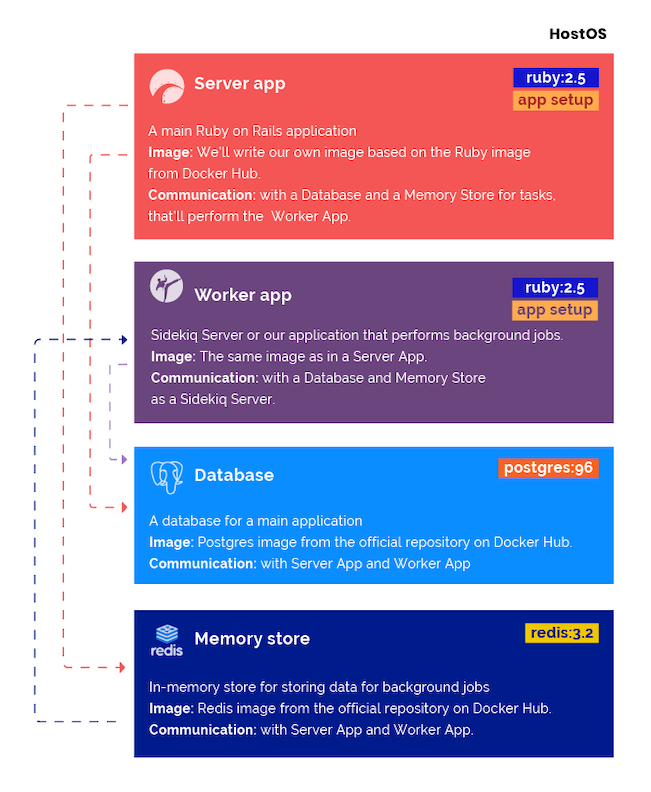 HostOS
Server app
ruby:2.5
app setup
A main Ruby on Rails application
Image: We'll write our own image based on the Ruby image
from Docker Hub.
Communication: with a Database and a Memory Store for tasks,
that'll perform the Worker App.
Worker app
ruby:2.5
app setup
Sidekiq Server or our application that performs background jobs.
Image: The same image as in a Server App.
Communication: with a Database and Memory Store
as a Sidekiq Server.
Database
postgres:96
A database for a main application
Image: Postgres image from the official repository on Docker Hub.
Communication: with Server App and Worker App
redis
Memory store
redis:3.2
In-memory store for storing data for background jobs
Image: Redis image from the official repository on Docker Hub.
Communication: with Server App and Worker App.